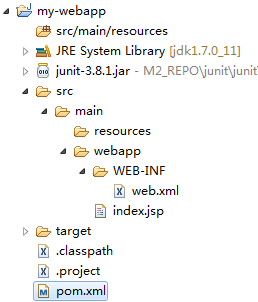 my-webapp
src/main/resources
JRE System Library [jdk1.7.0_11]
junit-3.8.1.jar - M2_REPO\junit\junit\
src
main
resources
webapp
WEB-INF
web.xml
index.jsp
target
.classpath
.project
pom.xml